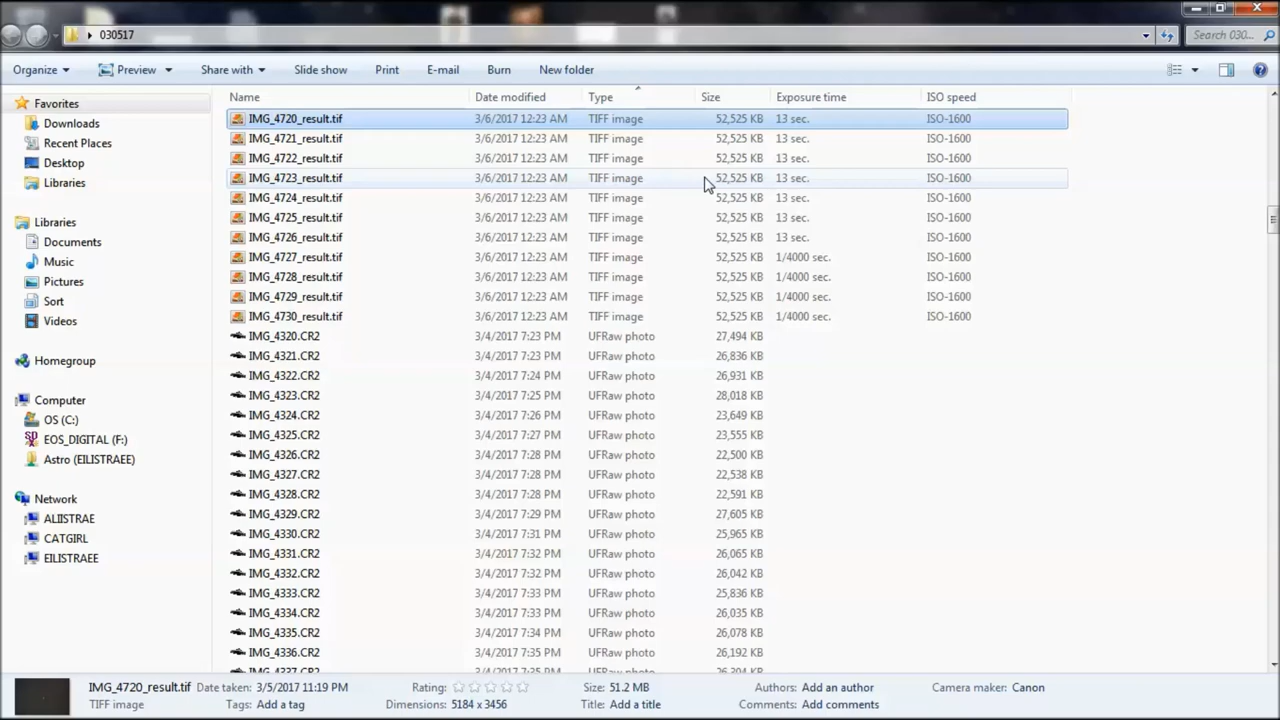 030517
Search 030...
Organize Preview Share with Slide show Print E-mail Burn New folder
Favorites
Downloads
Recent Places
Desktop
Libraries
Libraries
Documents
Music
Pictures
Sort
Videos
Homegroup
Computer
OS (C:)
EOS_DIGITAL (F:)
Astro (EILISTRAEE)
Network
ALIISTRAE
CATGIRL
EILISTRAEE
Name Date modified Type Size Exposure time ISO speed
IMG_4720_result.tif 3/6/2017 12:23 AM TIFF image 52,525 KB 13 sec. ISO-1600
IMG_4721_result.tif 3/6/2017 12:23 AM TIFF image 52,525 KB 13 sec. ISO-1600
IMG_4722_result.tif 3/6/2017 12:23 AM TIFF image 52,525 KB 13 sec. ISO-1600
IMG_4723_result.tif 3/6/2017 12:23 AM TIFF image 52,525 KB 13 sec. ISO-1600
IMG_4724_result.tif 3/6/2017 12:23 AM TIFF image 52,525 KB 13 sec. ISO-1600
IMG_4725_result.tif 3/6/2017 12:23 AM TIFF image 52,525 KB 13 sec. ISO-1600
IMG_4726_result.tif 3/6/2017 12:23 AM TIFF image 52,525 KB 13 sec. ISO-1600
IMG_4727_result.tif 3/6/2017 12:23 AM TIFF image 52,525 KB 1/4000 sec. ISO-1600
IMG_4728_result.tif 3/6/2017 12:23 AM TIFF image 52,525 KB 1/4000 sec. ISO-1600
IMG_4729_result.tif 3/6/2017 12:23 AM TIFF image 52,525 KB 1/4000 sec. ISO-1600
IMG_4730_result.tif 3/6/2017 12:23 AM TIFF image 52,525 KB 1/4000 sec. ISO-1600
IMG_4320.CR2 3/4/2017 7:23 PM UFRaw photo 27,494 KB
IMG_4321.CR2 3/4/2017 7:23 PM UFRaw photo 26,836 KB
IMG_4322.CR2 3/4/2017 7:24 PM UFRaw photo 26,931 KB
IMG_4323.CR2 3/4/2017 7:25 PM UFRaw photo 28,018 KB
IMG_4324.CR2 3/4/2017 7:26 PM UFRaw photo 23,649 KB
IMG_4325.CR2 3/4/2017 7:27 PM UFRaw photo 23,555 KB
IMG_4326.CR2 3/4/2017 7:28 PM UFRaw photo 22,500 KB
IMG_4327.CR2 3/4/2017 7:28 PM UFRaw photo 22,538 KB
IMG_4328.CR2 3/4/2017 7:28 PM UFRaw photo 22,591 KB
IMG_4329.CR2 3/4/2017 7:29 PM UFRaw photo 27,605 KB
IMG_4330.CR2 3/4/2017 7:31 PM UFRaw photo 25,965 KB
IMG_4331.CR2 3/4/2017 7:32 PM UFRaw photo 26,065 KB
IMG_4332.CR2 3/4/2017 7:32 PM UFRaw photo 26,042 KB
IMG_4333.CR2 3/4/2017 7:33 PM UFRaw photo 25,836 KB
IMG_4334.CR2 3/4/2017 7:33 PM UFRaw photo 26,035 KB
IMG_4335.CR2 3/4/2017 7:34 PM UFRaw photo 26,078 KB
IMG_4336.CR2 3/4/2017 7:35 PM UFRaw photo 26,192 KB
IMG_4337.CR2 3/4/2017 7:35 PM UFRaw photo
IMG_4720_result.tif Date taken: 3/5/2017 11:19 PM Rating: Size: 51.2 MB Authors: Add an author Camera maker: Canon
TIFF image Tags: Add a tag Dimensions: 5184 x 3456 Title: Add a title Comments: Add comments